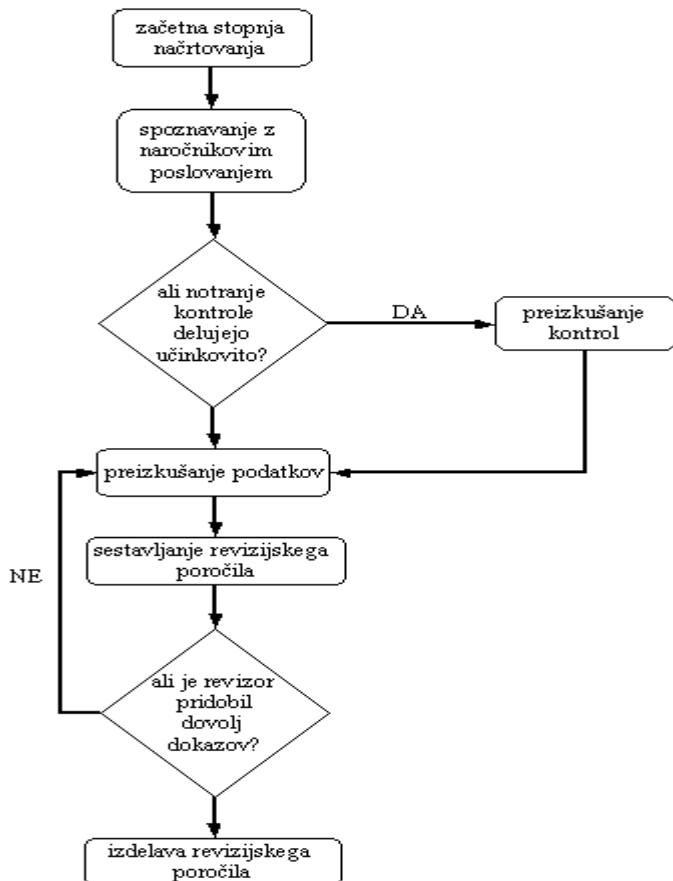 začetna stopnja
načrtovanja
spoznavanje z
naročnikovim
poslovanjem
ali notranje
kontrole
delujejo
učinkovito?
DA
preizkušanje
kontrol
preizkušanje podatkov
sestavljanje revizijskega
poročila
NE
ali je revizor
pridobil
dovolj
dokazov?
izdelava revizijskega
poročila